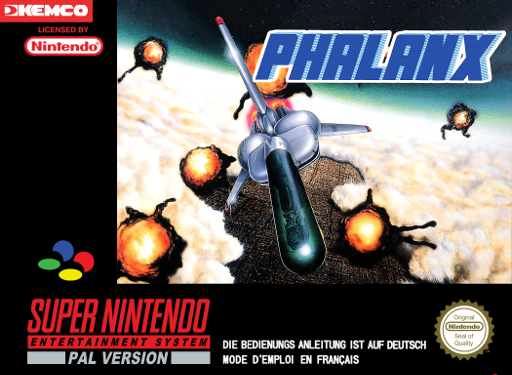 KEMCO
LICENSED BY
Nintendo
PHALANX
SUPER NINTENDO
ENTERTAINMENT SYSTEM
PAL VERSION
DIE BEDIENUNGS ANLEITUNG IST AUF DEUTSCH
MODE D'EMPLOI EN FRANÇAIS
Original
Nintendo
Seal of
Quality